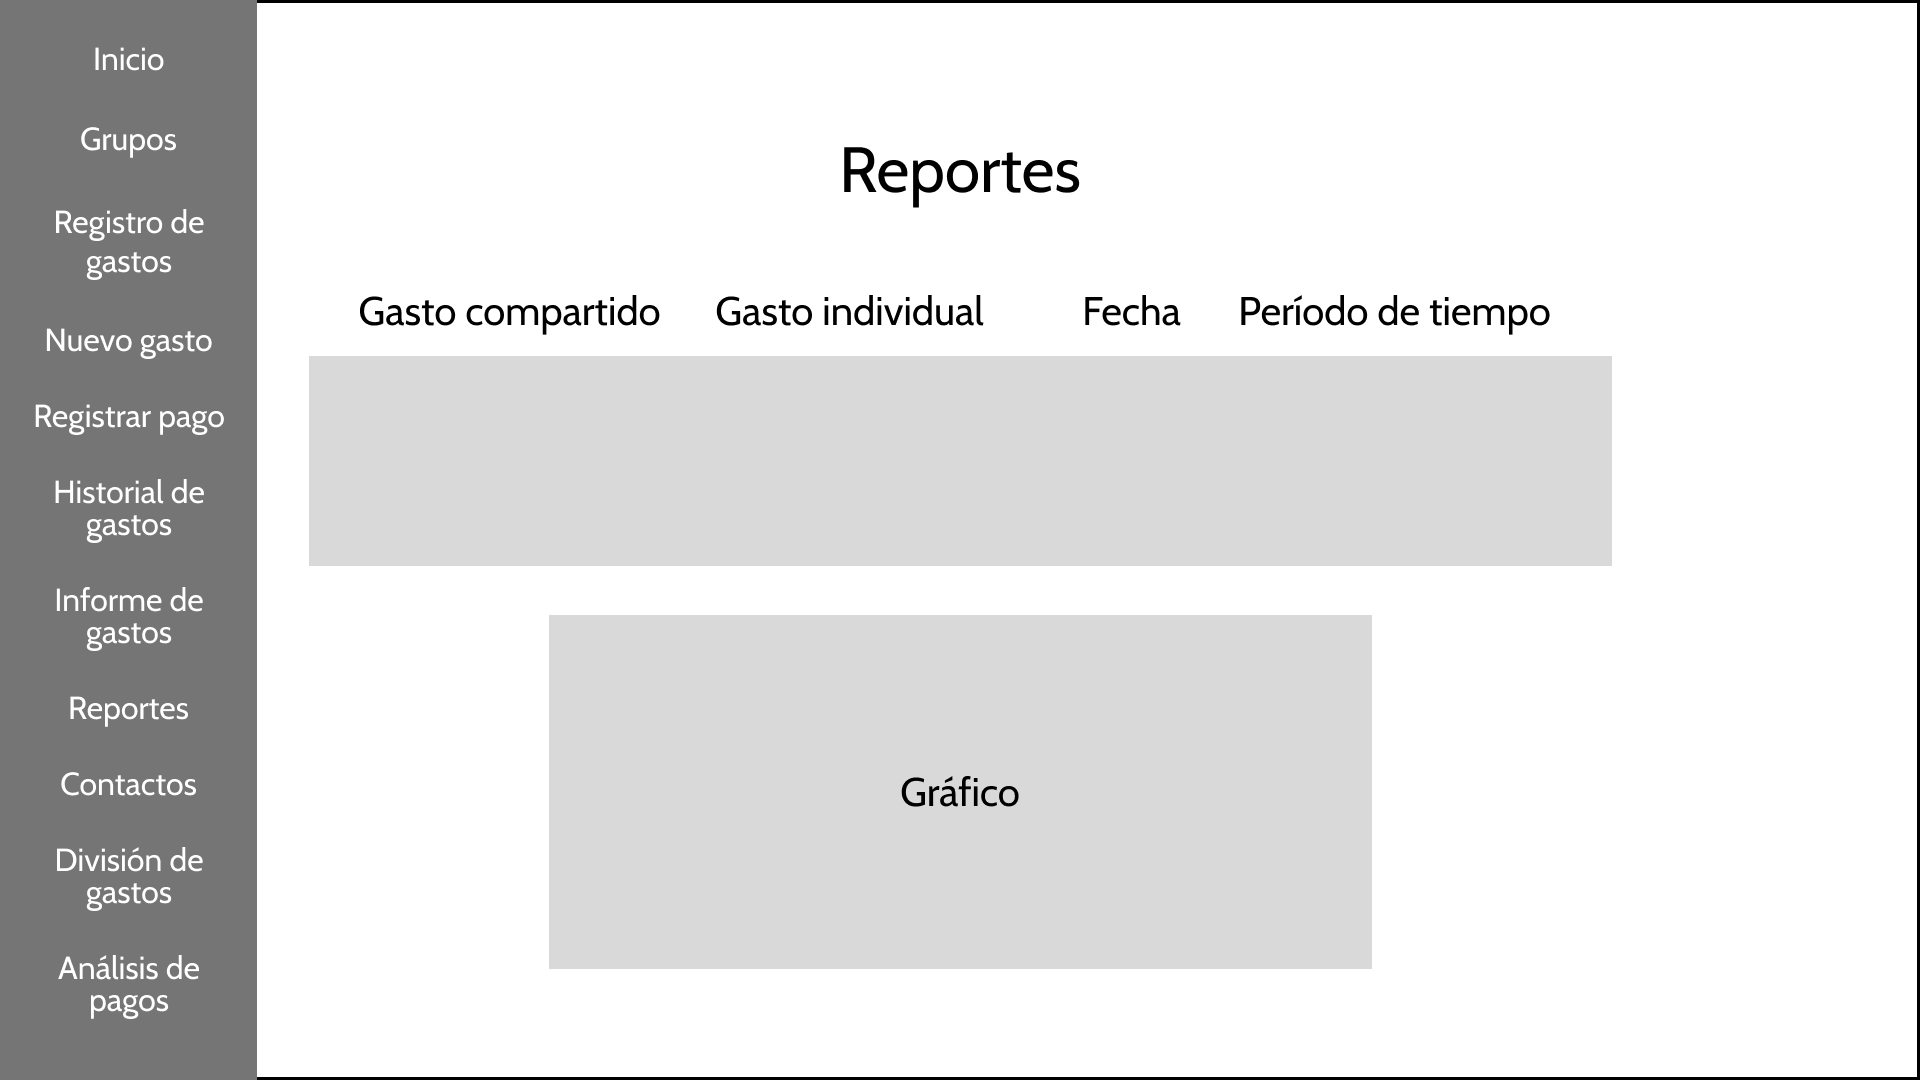 Inicio
Grupos
Registro de
gastos
Nuevo gasto
Registrar pago
Historial de
gastos
Informe de
gastos
Reportes
Contactos
División de
gastos
Análisis de
pagos
Reportes
Gasto compartido Gasto individual Fecha Período de tiempo
Gráfico